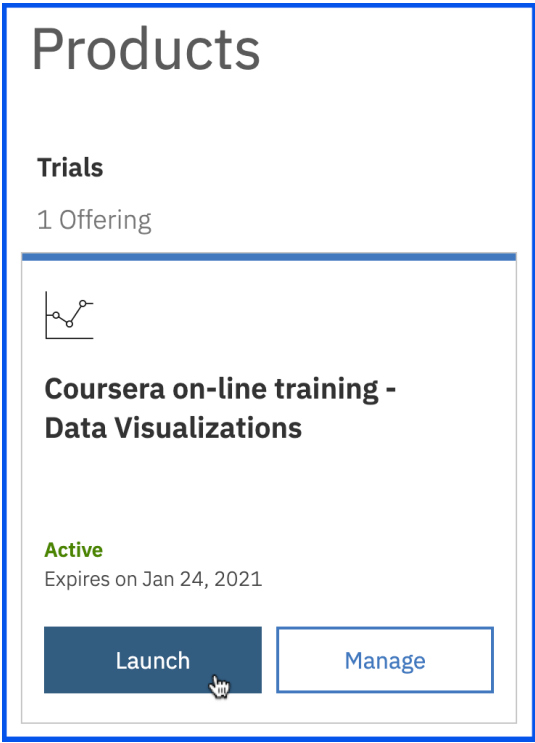 Products
Trials
1 Offering
Coursera on-line training -
Data Visualizations
Active
Expires on Jan 24, 2021
Launch
Manage